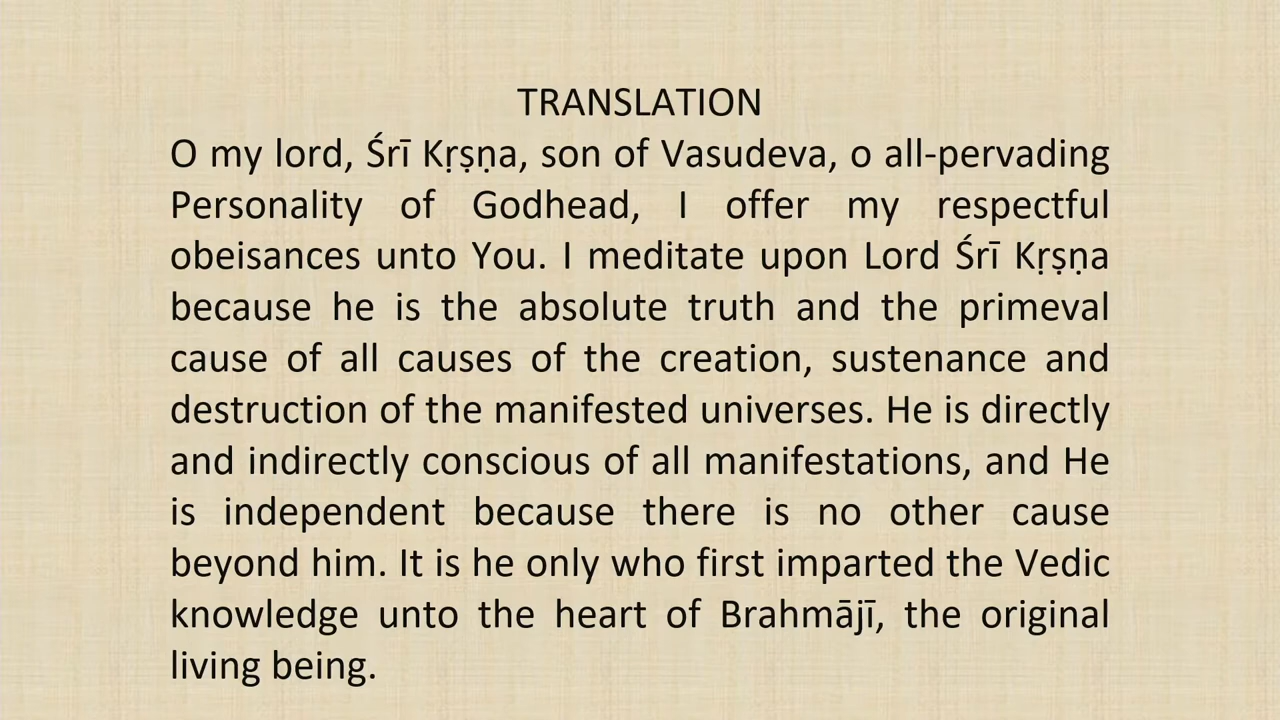 TRANSLATION
O my lord, Śrī Kṛṣṇa, son of Vasudeva, o all-pervading
Personality of Godhead, I offer my respectful
obeisances unto You. I meditate upon Lord Śrī Kṛṣṇa
because he is the absolute truth and the primeval
cause of all causes of the creation, sustenance and
destruction of the manifested universes. He is directly
and indirectly conscious of all manifestations, and He
is independent because there is no other cause
beyond him. It is he only who first imparted the Vedic
knowledge unto the heart of Brahmājī, the original
living being.